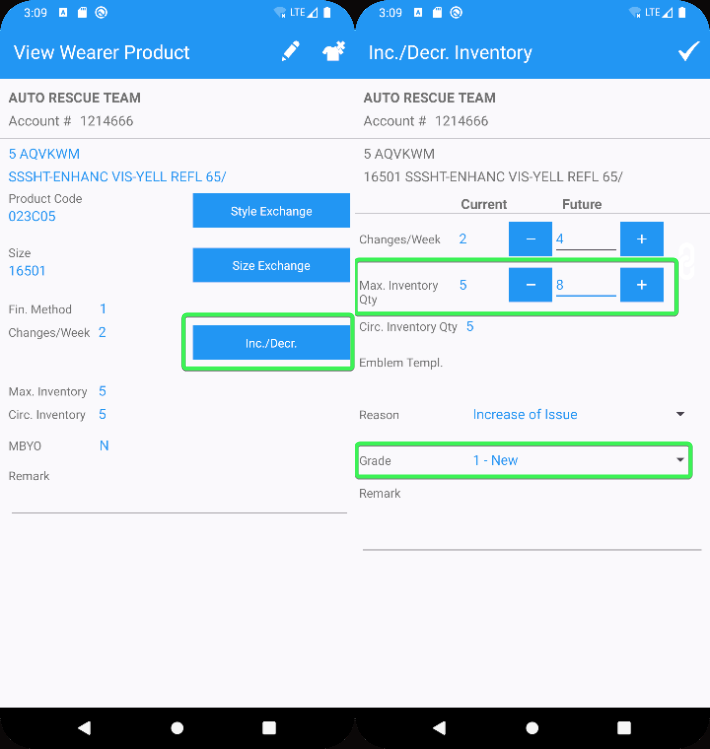 3:09
LTE
View Wearer Product
AUTO RESCUE TEAM
Account # 1214666
5 AQVKWM
SSSHT-ENHANC VIS-YELL REFL 65/
Product Code
023C05
Style Exchange
Size
16501
Size Exchange
Fin. Method 1
Changes/Week 2
Inc./Decr.
Max. Inventory 5
Circ. Inventory 5
MBYO N
Remark
3:09
LTE
Inc./Decr. Inventory
AUTO RESCUE TEAM
Account # 1214666
5 AQVKWM
16501 SSSHT-ENHANC VIS-YELL REFL 65/
Current Future
Changes/Week 2 − 4 +
Max. Inventory 5 − 8 +
Qty
Circ. Inventory Qty 5
Emblem Templ.
Reason Increase of Issue
Grade 1 - New
Remark